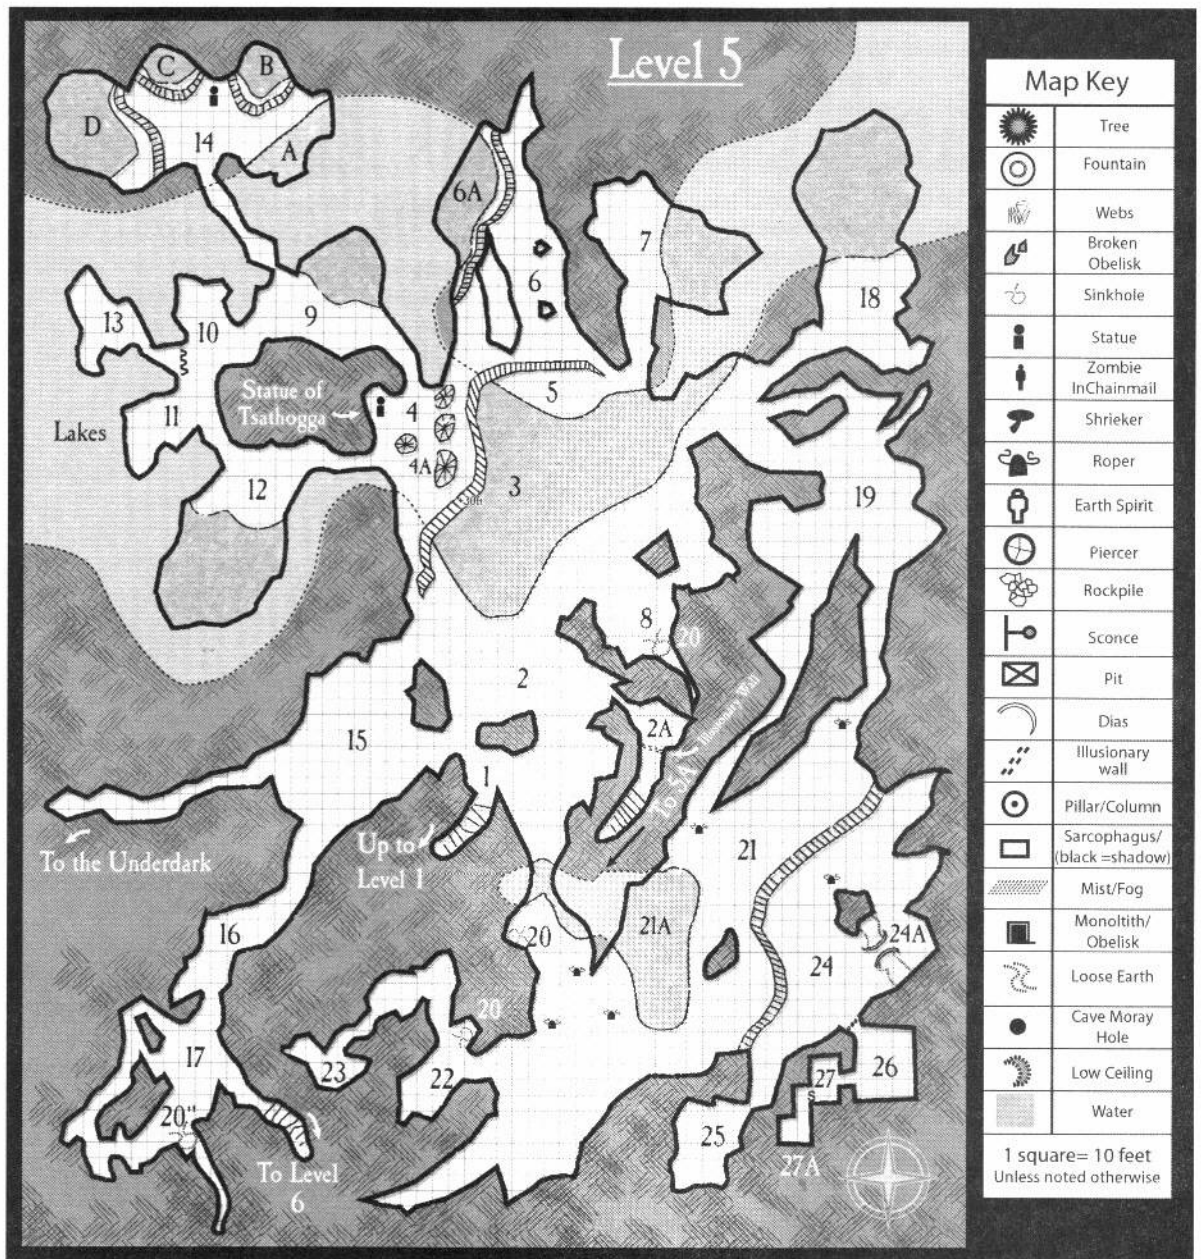 Level 5
C
B
D
14
A
6A
7
6
18
13
10
9
5
Statue of
Tsathogga
4
11
Lakes
4A
3
12
19
8
20
2
2A
Illusionary Wall
15
1
To 5A
To the Underdark
Up to
Level 1
21
16
20
21A
24A
24
20
17
23
22
27
26
20"
S
25
To Level
6
27A
Map Key
Tree
Fountain
Webs
Broken
Obelisk
Sinkhole
Statue
Zombie
InChainmail
Shrieker
Roper
Earth Spirit
Piercer
Rockpile
Sconce
Pit
Dias
Illusionary
wall
Pillar/Column
Sarcophagus/
(black =shadow)
Mist/Fog
Monoltith/
Obelisk
Loose Earth
Cave Moray
Hole
Low Ceiling
Water
1 square= 10 feet
Unless noted otherwise